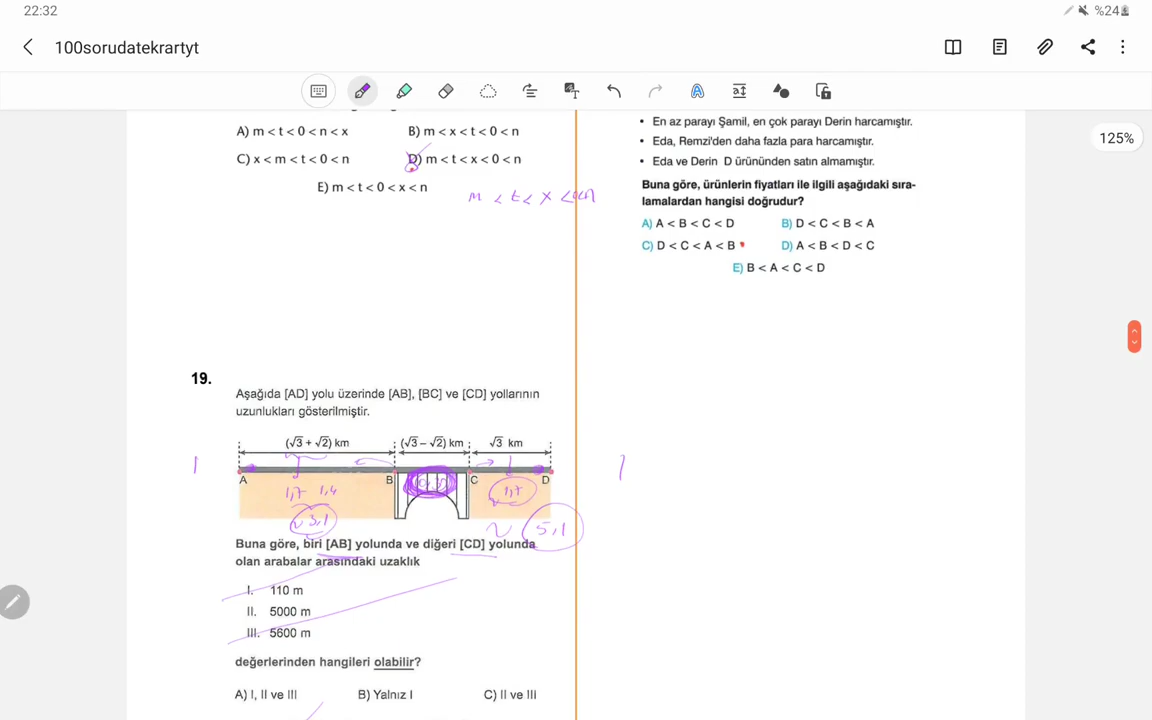 22:32
%24
100sorudatekrartyt
125%
A) m < t < 0 < n < x
B) m < x < t < 0 < n
C) x < m < t < 0 < n
D) m < t < x < 0 < n
E) m < t < 0 < x < n
m < t < x < 0 < n
• En az parayı Şamil, en çok parayı Derin harcamıştır.
• Eda, Remzi'den daha fazla para harcamıştır.
• Eda ve Derin D ürününden satın almamıştır.
Buna göre, ürünlerin fiyatları ile ilgili aşağıdaki sıra-
lamalardan hangisi doğrudur?
A) A < B < C < D
B) D < C < B < A
C) D < C < A < B
D) A < B < D < C
E) B < A < C < D
19.
Aşağıda [AD] yolu üzerinde [AB], [BC] ve [CD] yollarının
uzunlukları gösterilmiştir.
(√3 + √2) km
(√3 – √2) km
√3 km
A
B
C
D
1,7 1,4
1,7
~3,1
~ 5,1
Buna göre, biri [AB] yolunda ve diğeri [CD] yolunda
olan arabalar arasındaki uzaklık
I. 110 m
II. 5000 m
III. 5600 m
değerlerinden hangileri olabilir?
A) I, II ve III
B) Yalnız I
C) II ve III